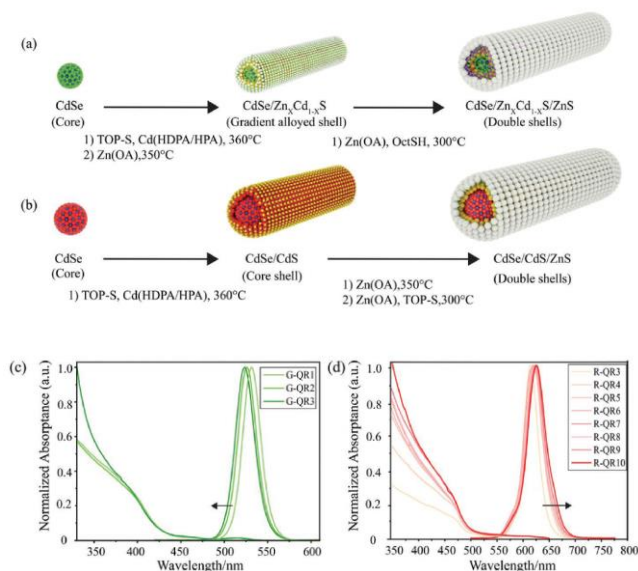 (a)
CdSe
(Core)
1) TOP-S, Cd(HDPA/HPA), 360°C
2) Zn(OA),350°C
CdSe/ZnXCd1-XS
(Gradient alloyed shell)
1) Zn(OA), OctSH, 300°C
CdSe/ZnXCd1-XS/ZnS
(Double shells)
(b)
CdSe
(Core)
1) TOP-S, Cd(HDPA/HPA), 360°C
CdSe/CdS
(Core shell)
1) Zn(OA),350°C
2) Zn(OA), TOP-S,300°C
CdSe/CdS/ZnS
(Double shells)
(c)
Normalized Absorptance (a.u.)
1.0
0.8
0.6
0.4
0.2
0
G-QR1
G-QR2
G-QR3
350 400 450 500 550 600
Wavelength/nm
(d)
Normalized Absorptance (a.u.)
1.0
0.8
0.6
0.4
0.2
0
R-QR3
R-QR4
R-QR5
R-QR6
R-QR7
R-QR8
R-QR9
R-QR10
350 400 450 500 550 600 650 700 750 800
Wavelength/nm